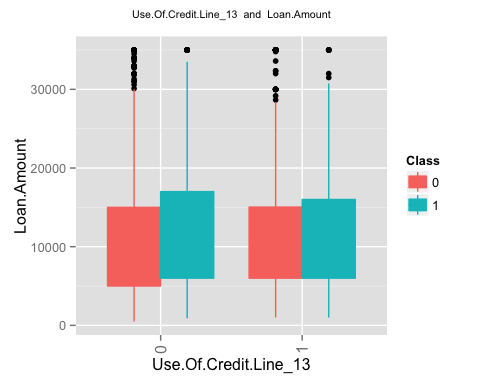 Use.Of.Credit.Line_13 and Loan.Amount
Loan.Amount
30000
20000
10000
0
0
1
Use.Of.Credit.Line_13
Class
0
1